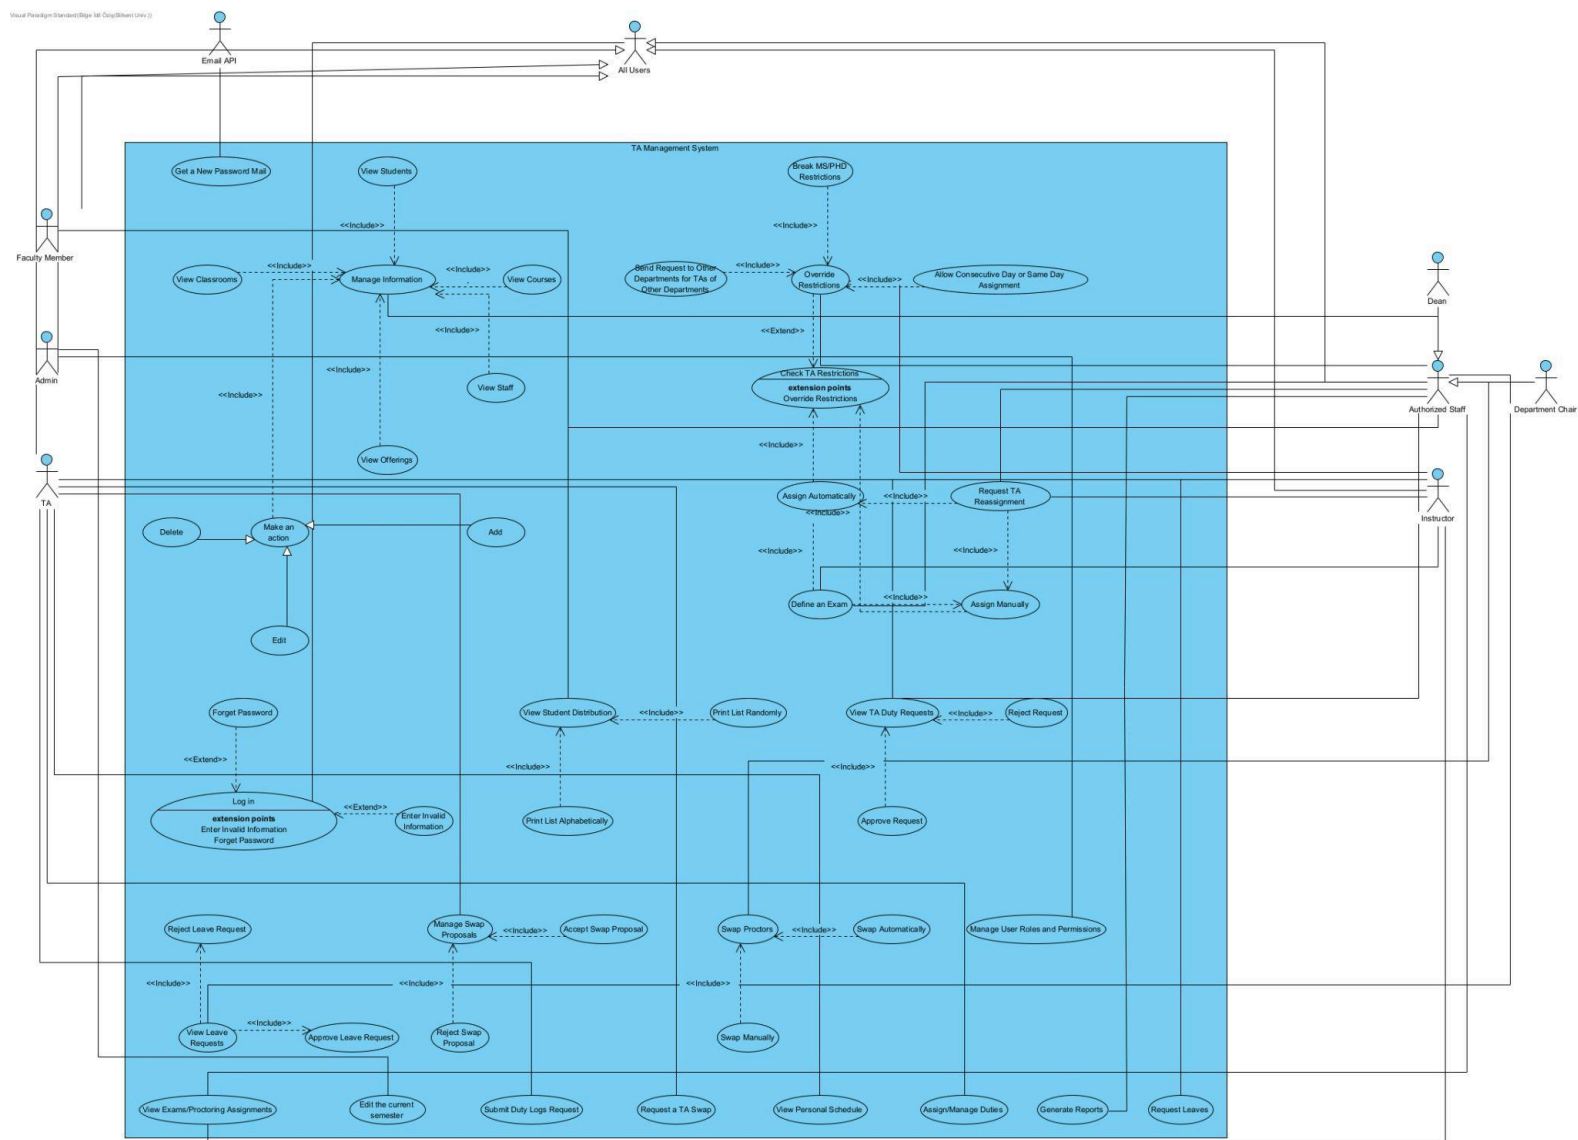 Visual Paradigm Standard(Bilge İdil Öziş(Bilkent Univ.))
Email API
All Users
TA Management System
Get a New Password Mail
View Students
Break MS/PHD
Restrictions
<<Include>>
<<Include>>
Faculty Member
<<Include>>
<<Include>>
<<Include>>
<<Include>>
View Classrooms
Manage Information
View Courses
Send Request to Other
Departments for TAs of
Other Departments
Override
Restrictions
Allow Consecutive Day or Same Day
Assignment
Dean
<<Include>>
<<Extend>>
Admin
<<Include>>
<<Include>>
View Staff
Check TA Restrictions
extension points
Override Restrictions
Authorized Staff
Department Chair
<<Include>>
View Offerings
TA
Assign Automatically
<<Include>>
Request TA
Reassignment
<<Include>>
Instructor
Delete
Make an
action
Add
<<Include>>
<<Include>>
Define an Exam
<<Include>>
Assign Manually
Edit
Forget Password
View Student Distribution
<<Include>>
Print List Randomly
View TA Duty Requests
<<Include>>
Reject Request
<<Extend>>
<<Include>>
<<Include>>
Log in
extension points
Enter Invalid Information
Forget Password
<<Extend>>
Enter Invalid
Information
Print List Alphabetically
Approve Request
Reject Leave Request
Manage Swap
Proposals
<<Include>>
Accept Swap Proposal
Swap Proctors
<<Include>>
Swap Automatically
Manage User Roles and Permissions
<<Include>>
<<Include>>
<<Include>>
View Leave
Requests
<<Include>>
Approve Leave Request
Reject Swap
Proposal
Swap Manually
View Exams/Proctoring Assignments
Edit the current
semester
Submit Duty Logs Request
Request a TA Swap
View Personal Schedule
Assign/Manage Duties
Generate Reports
Request Leaves